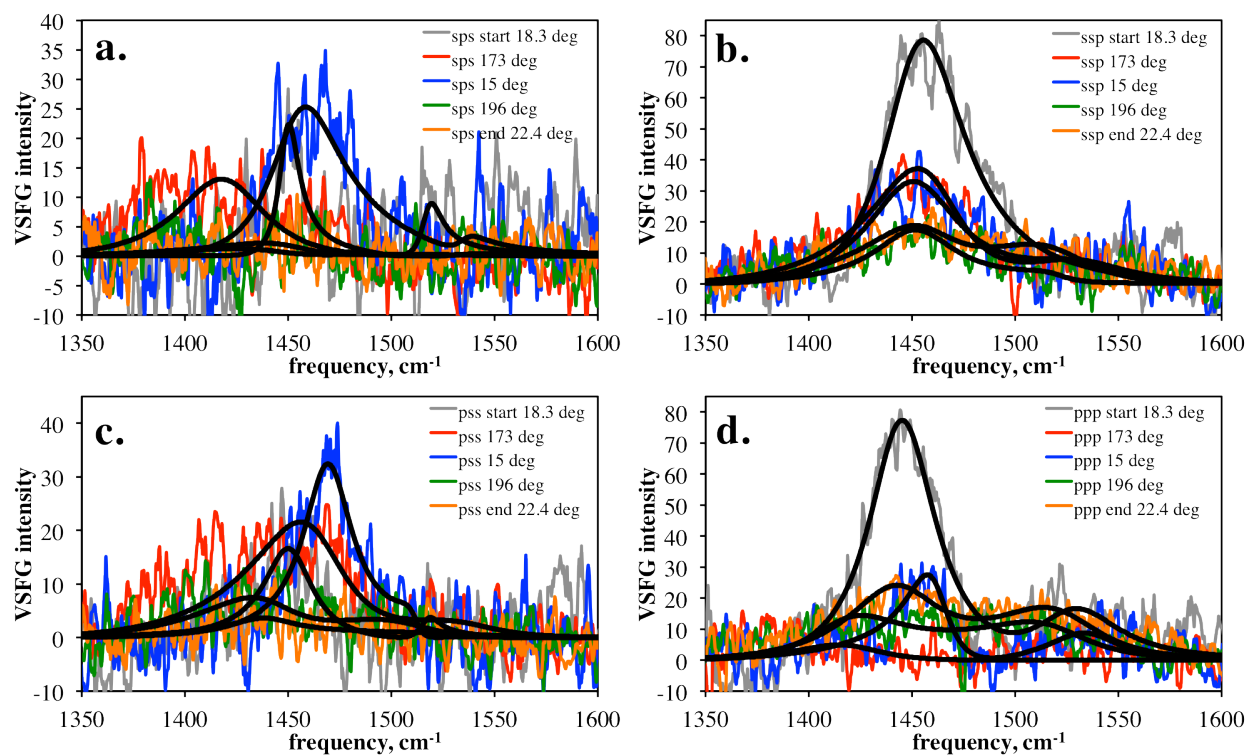 a.
sps start 18.3 deg
sps 173 deg
sps 15 deg
sps 196 deg
sps end 22.4 deg
VSFG intensity
40
35
30
25
20
15
10
5
0
-5
-10
1350 1400 1450 1500 1550 1600
frequency, cm-1
b.
ssp start 18.3 deg
ssp 173 deg
ssp 15 deg
ssp 196 deg
ssp end 22.4 deg
VSFG intensity
80
70
60
50
40
30
20
10
0
-10
1350 1400 1450 1500 1550 1600
frequency, cm-1
c.
pss start 18.3 deg
pss 173 deg
pss 15 deg
pss 196 deg
pss end 22.4 deg
VSFG intensity
40
30
20
10
0
-10
1350 1400 1450 1500 1550 1600
frequency, cm-1
d.
ppp start 18.3 deg
ppp 173 deg
ppp 15 deg
ppp 196 deg
ppp end 22.4 deg
VSFG intensity
80
70
60
50
40
30
20
10
0
-10
1350 1400 1450 1500 1550 1600
frequency, cm-1